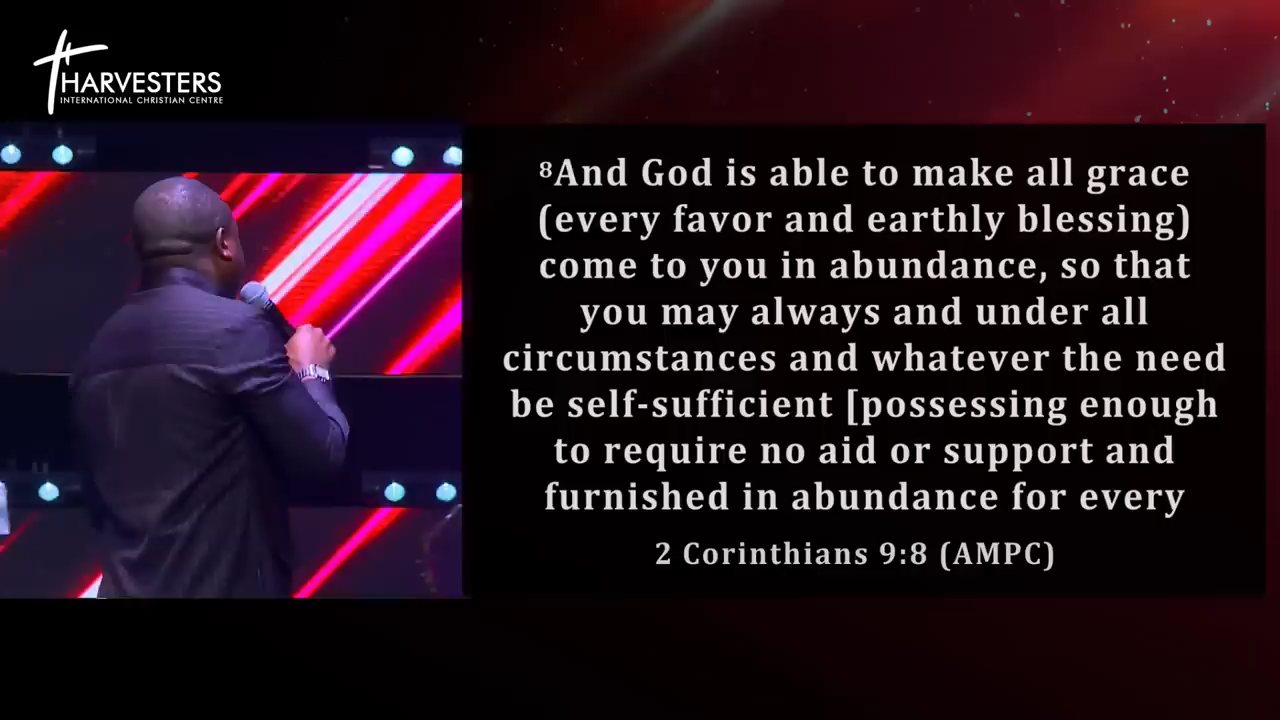 HARVESTERS
INTERNATIONAL CHRISTIAN CENTRE
⁸And God is able to make all grace
(every favor and earthly blessing)
come to you in abundance, so that
you may always and under all
circumstances and whatever the need
be self-sufficient [possessing enough
to require no aid or support and
furnished in abundance for every
2 Corinthians 9:8 (AMPC)